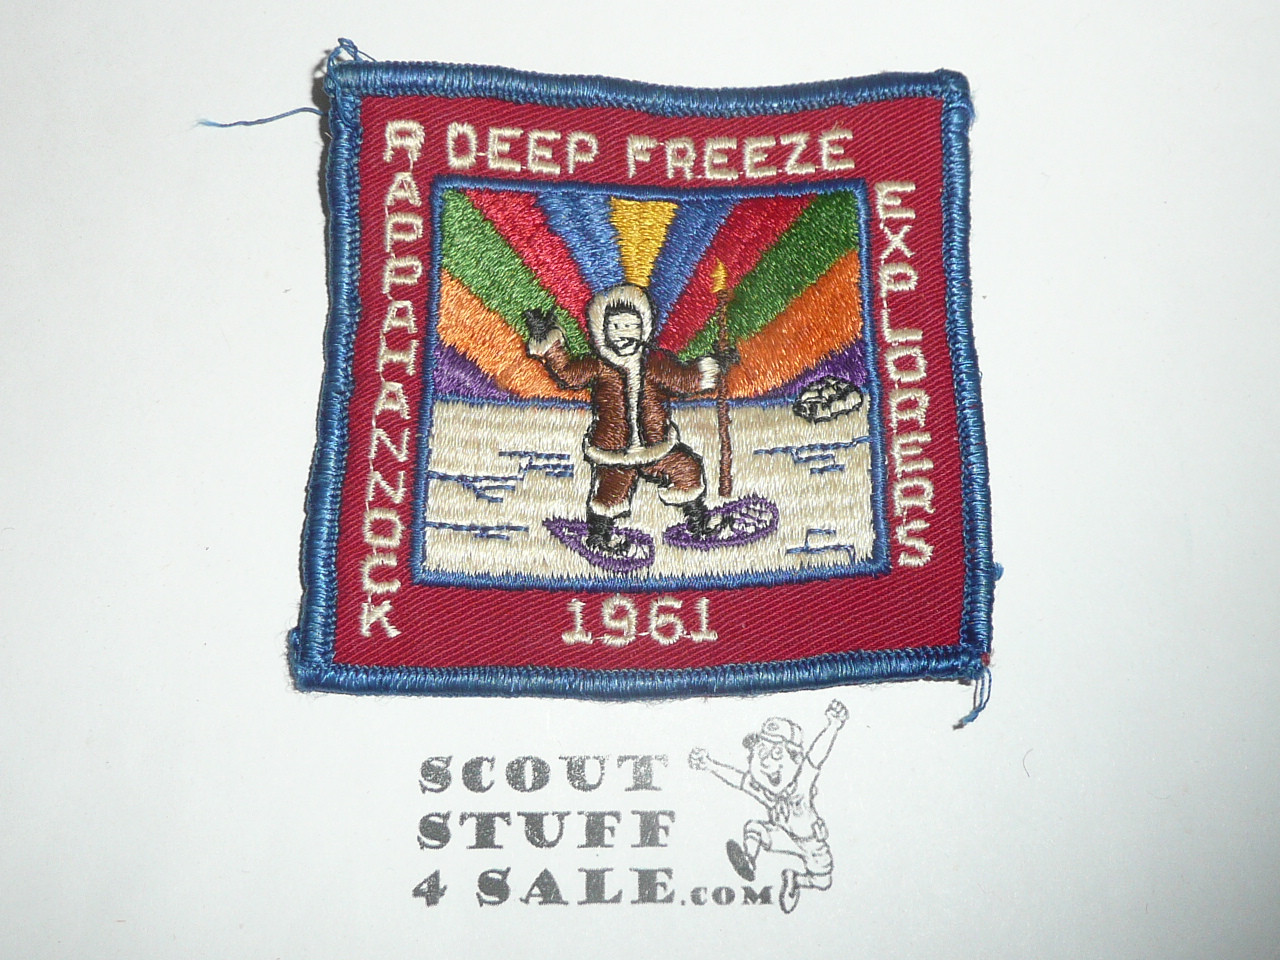 DEEP FREEZE
RAPPAHANNOCK
EXPLORERS
1961
SCOUT
STUFF
4 SALE.COM